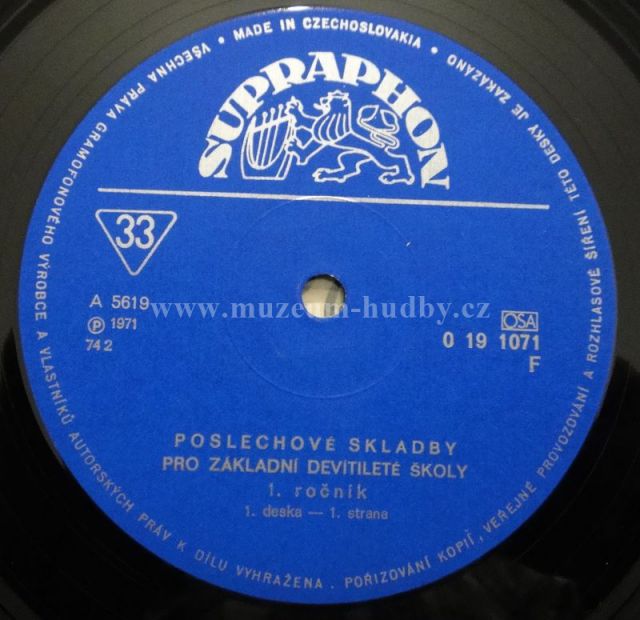 VŠECHNA PRÁVA GRAMOFONOVÉHO VÝROBCE A VLASTNÍKŮ AUTORSKÝCH PRÁV K DÍLU VYHRAŽENA. POŘIZOVÁNÍ KOPIÍ, VEŘEJNÉ PROVOZOVÁNÍ A ROZHLASOVÉ ŠÍŘENÍ TÉTO DESKY JE ZAKÁZÁNO • MADE IN CZECHOSLOVAKIA •
SUPRAPHON
33
A 5619
Ⓟ 1971
74 2
www.muzeum-hudby.cz
OSA
0 19 1071
F
POSLECHOVÉ SKLADBY
PRO ZÁKLADNÍ DEVÍTILETÉ ŠKOLY
1. ročník
1. deska — 1. strana